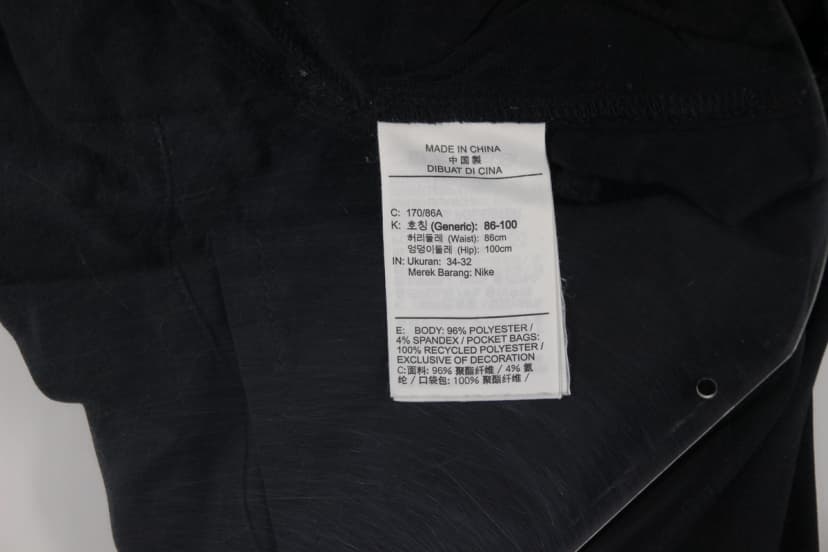 MADE IN CHINA
中国製
DIBUAT DI CINA
C: 170/86A
K: 호칭 (Generic): 86-100
허리둘레 (Waist): 86cm
엉덩이둘레 (Hip): 100cm
IN: Ukuran: 34-32
Merek Barang: Nike
E: BODY: 96% POLYESTER /
4% SPANDEX / POCKET BAGS:
100% RECYCLED POLYESTER /
EXCLUSIVE OF DECORATION
C:面料: 96% 聚酯纤维 / 4% 氨
纶 / 口袋包: 100% 聚酯纤维 /